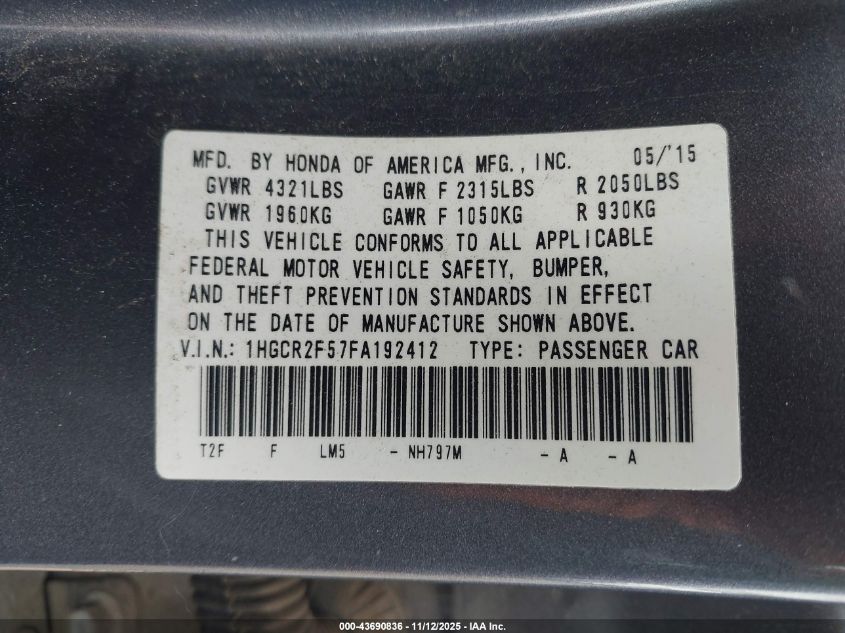 MFD. BY HONDA OF AMERICA MFG., INC. 05/'15
GVWR 4321LBS GAWR F 2315LBS R 2050LBS
GVWR 1960KG GAWR F 1050KG R 930KG
THIS VEHICLE CONFORMS TO ALL APPLICABLE
FEDERAL MOTOR VEHICLE SAFETY, BUMPER,
AND THEFT PREVENTION STANDARDS IN EFFECT
ON THE DATE OF MANUFACTURE SHOWN ABOVE.
V.I.N.: 1HGCR2F57FA192412 TYPE: PASSENGER CAR
T2F F LM5 - NH797M - A - A
000-43690836 - 11/12/2025 - IAA Inc.